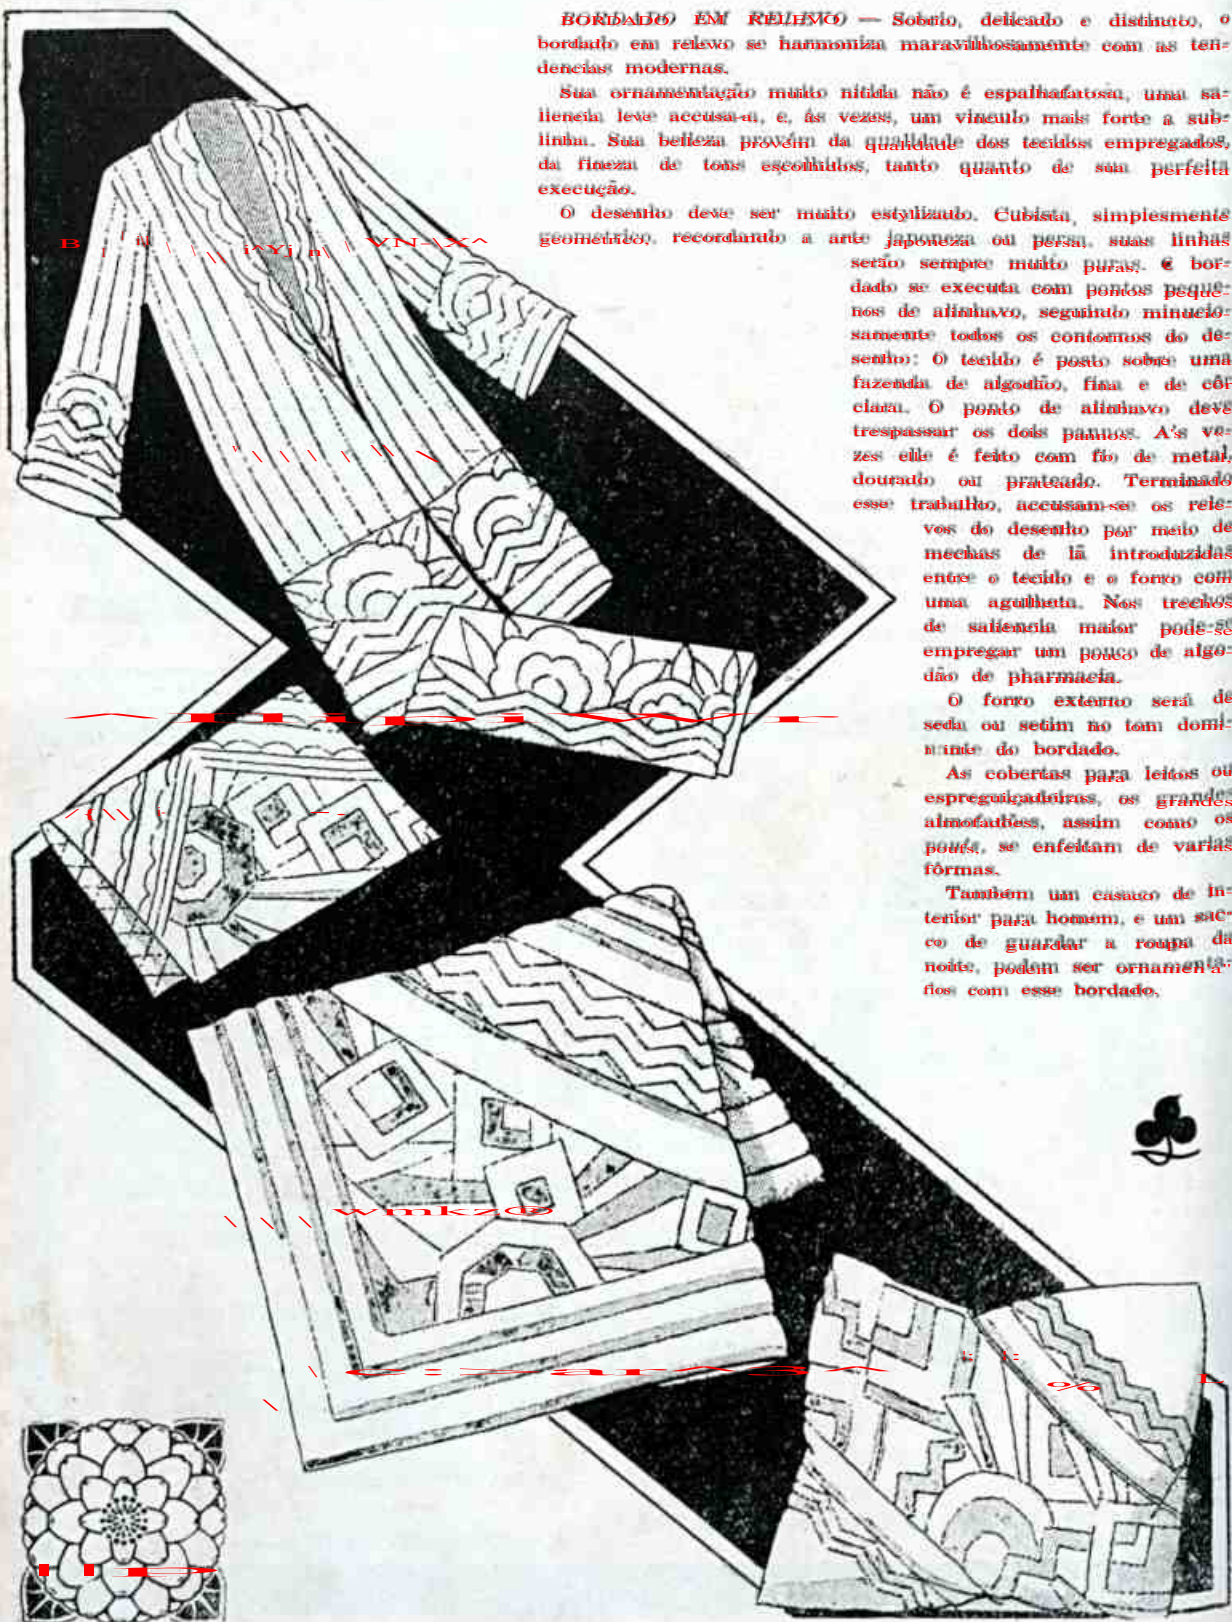 BORDADO EM RELEVO — Sobrio, delicado e distincto, o
bordado em relevo se harmoniza maravilhosamente com as ten-
dencias modernas.
Sua ornamentação muito nitida não é espalhafatosa, uma sa-
liencia leve accusa-a, e, ás vezes, um vinculo mais forte a sub-
linha. Sua belleza provém da qualidade dos tecidos empregados,
da fineza de tons escolhidos, tanto quanto de sua perfeita
execução.
O desenho deve ser muito estylizado. Cubista, simplesmente
geometrico, recordando a arte japoneza ou persa, suas linhas
serão sempre muito puras. O bor-
dado se executa com pontos peque-
nos de alinhavo, seguindo minucio-
samente todos os contornos do de-
senho: O tecido é posto sobre uma
fazenda de algodão, fina e de côr
clara. O ponto de alinhavo deve
trespassar os dois pannos. A's ve-
zes elle é feito com fio de metal,
dourado ou prateado. Terminado
esse trabalho, accusam-se os rele-
vos do desenho por meio de
mechas de lã introduzidas
entre o tecido e o forro com
uma agulheta. Nos trechos
de saliencia maior pode-se
empregar um pouco de algo-
dão de pharmacia.
O forro externo será de
seda ou setim no tom domi-
nante do bordado.
As cobertas para leitos ou
espreguiçadeiras, os grandes
almofadões, assim como os
poufs, se enfeitam de varias
fórmas.
Tambem um casaco de in-
terior para homem, e um sac-
co de guardar a roupa da
noite, podem ser ornamenta-
dos com esse bordado.